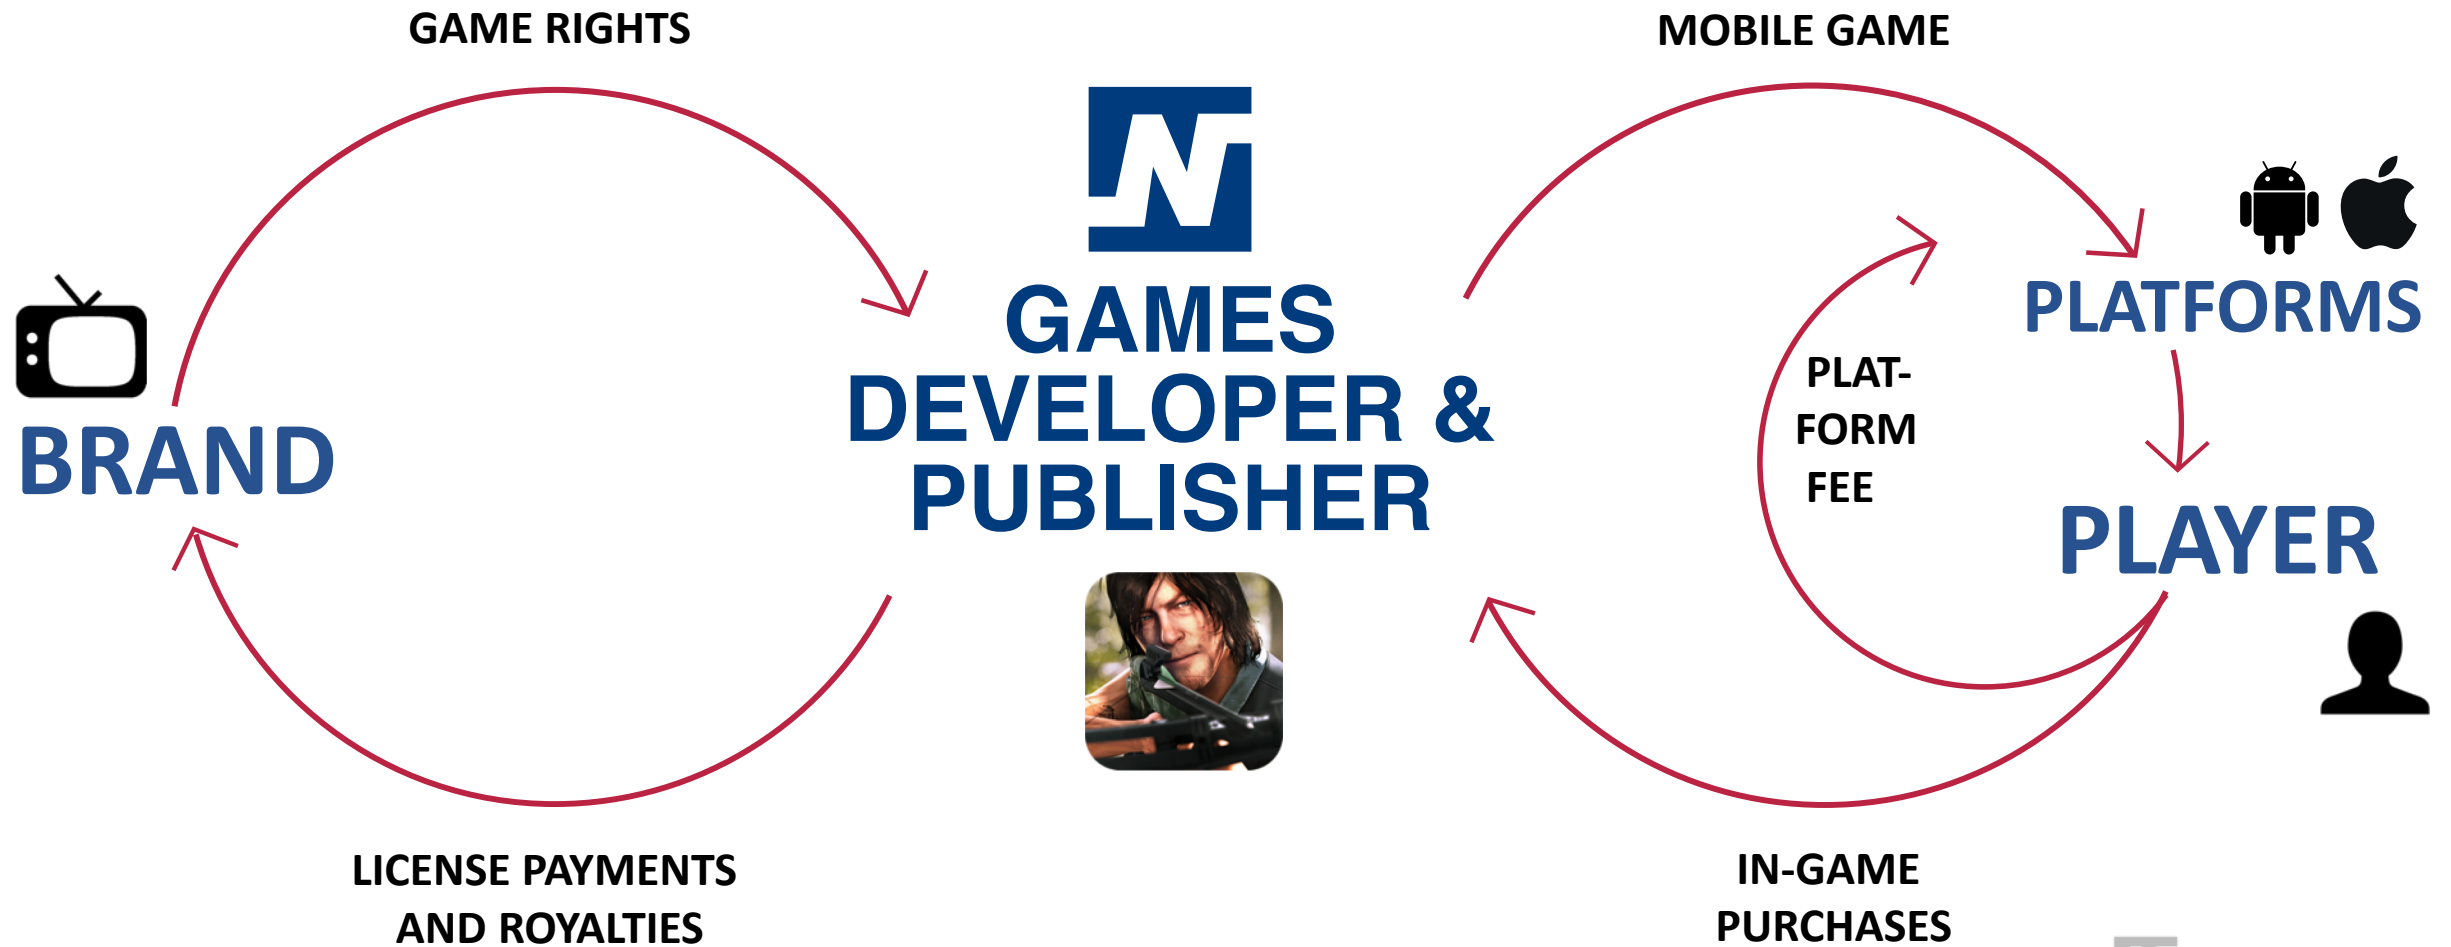 GAME RIGHTS
MOBILE GAME
N
GAMES
DEVELOPER &
PUBLISHER
BRAND
PLATFORMS
PLAT-
FORM
FEE
PLAYER
LICENSE PAYMENTS
AND ROYALTIES
IN-GAME
PURCHASES